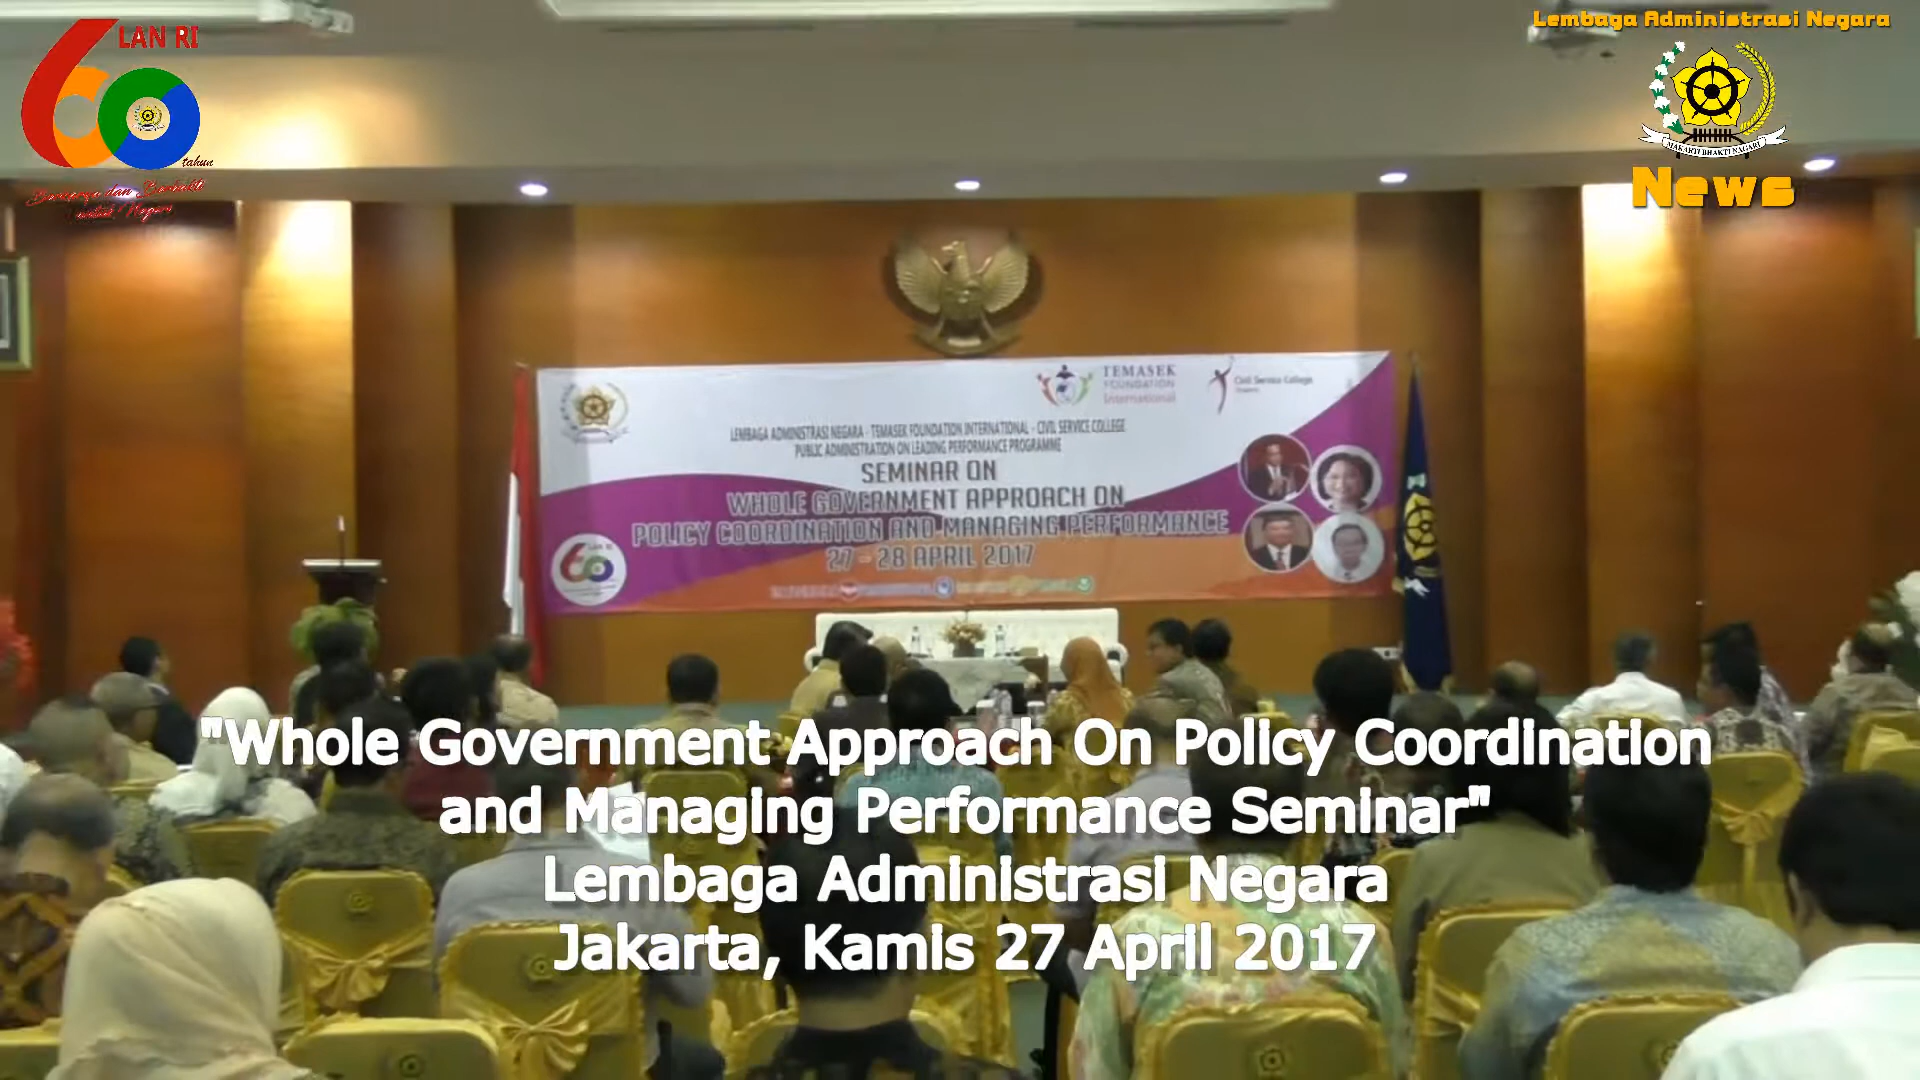 LAN RI
tahun
Lembaga Administrasi Negara
MAKARTI BHAKTI NAGARI
News
TEMASEK
FOUNDATION
International
Civil Service College
LEMBAGA ADMINISTRASI NEGARA - TEMASEK FOUNDATION INTERNATIONAL - CIVIL SERVICE COLLEGE
PUBLIC ADMINISTRATION ON LEADING PERFORMANCE PROGRAMME
SEMINAR ON
WHOLE GOVERNMENT APPROACH ON
POLICY COORDINATION AND MANAGING PERFORMANCE
27 - 28 APRIL 2017
LAN RI
"Whole Government Approach On Policy Coordination
and Managing Performance Seminar"
Lembaga Administrasi Negara
Jakarta, Kamis 27 April 2017